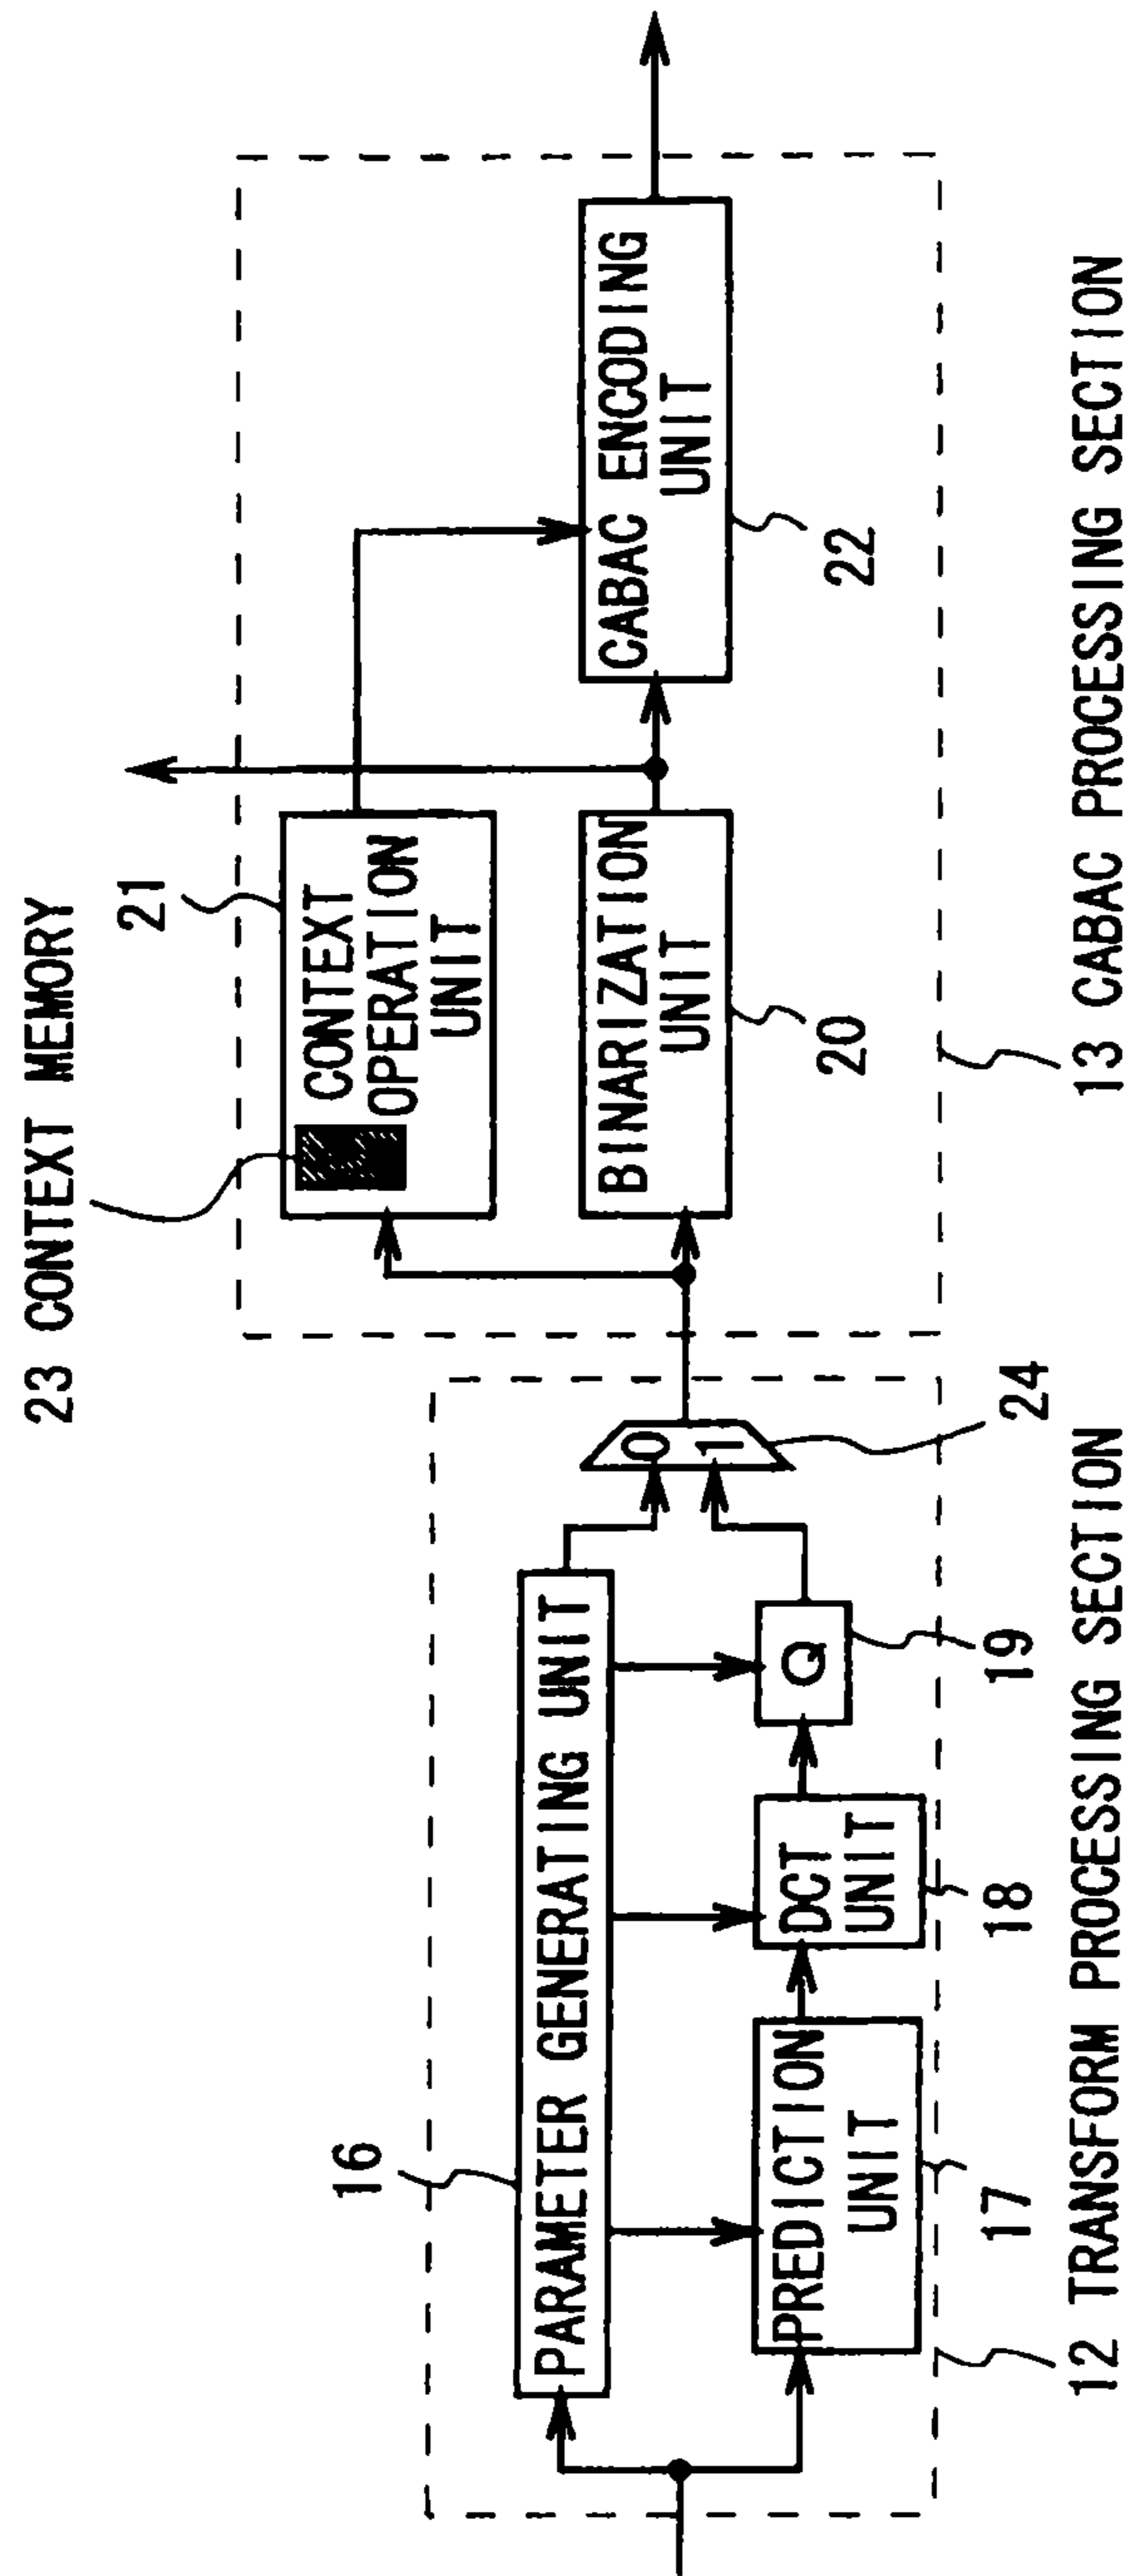 23 CONTEXT MEMORY
21
CONTEXT
OPERATION
UNIT
16
PARAMETER GENERATING UNIT
0
1
BINARIZATION
UNIT
CABAC ENCODING
UNIT
PREDICTION
UNIT
DCT
UNIT
Q
20
22
17
18
19
24
12 TRANSFORM PROCESSING SECTION
13 CABAC PROCESSING SECTION